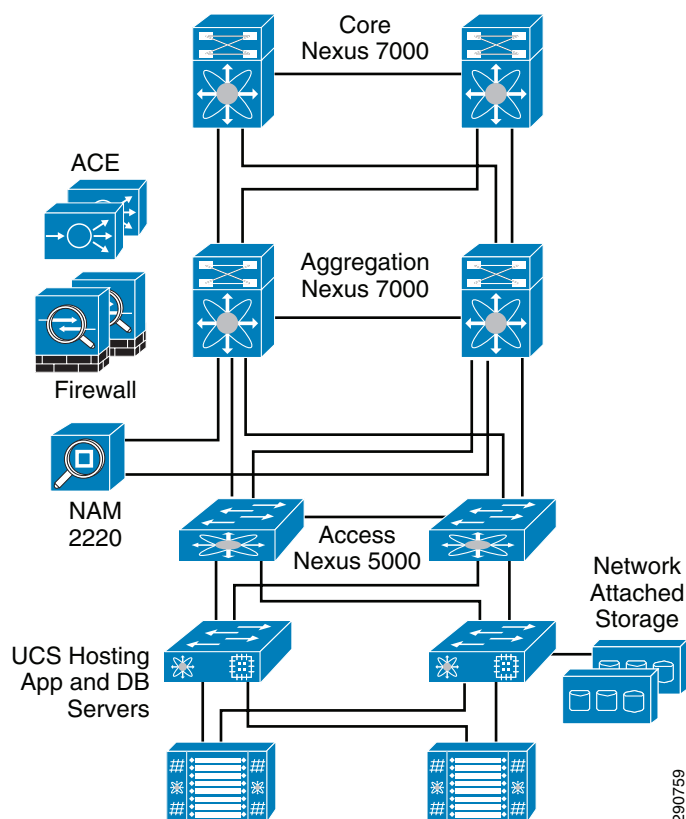 Core
Nexus 7000
ACE
Aggregation
Nexus 7000
Firewall
NAM
2220
Access
Nexus 5000
Network
Attached
Storage
UCS Hosting
App and DB
Servers
290759